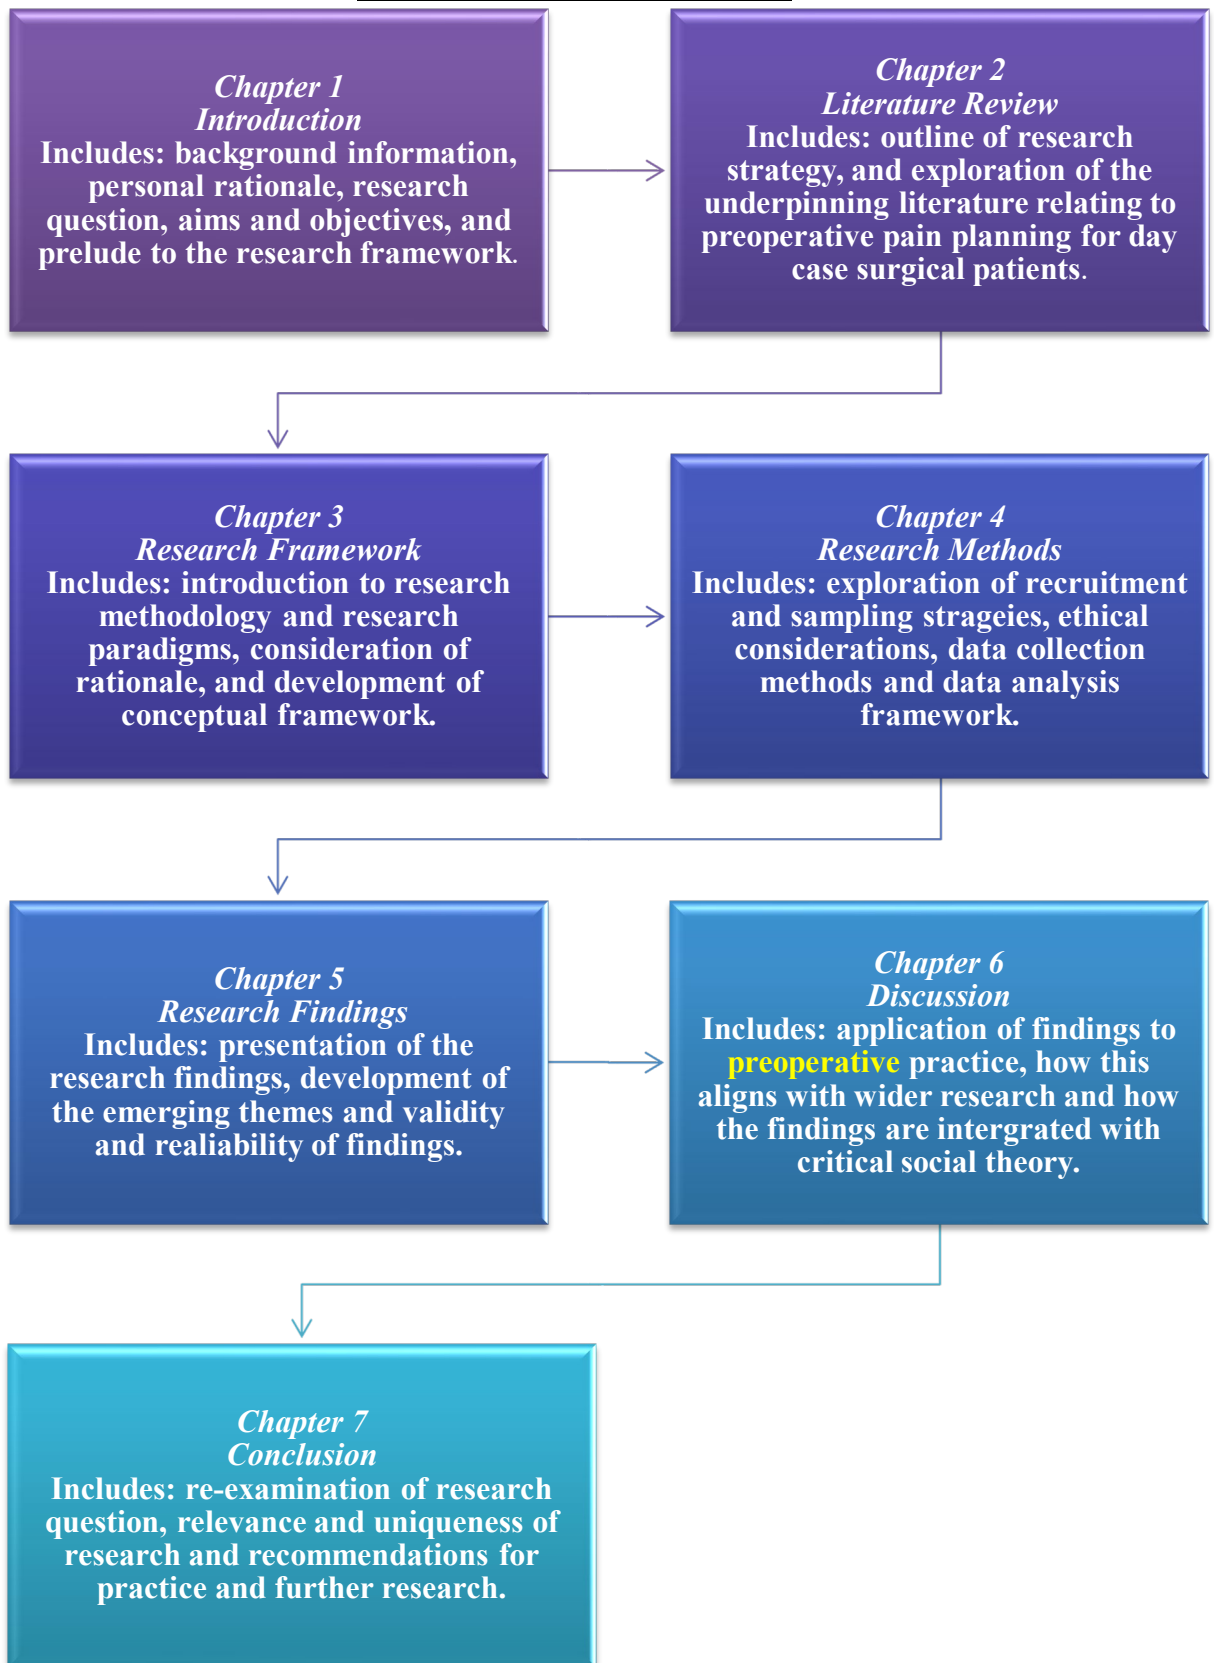 Chapter 1
Introduction
Includes: background information,
personal rationale, research
question, aims and objectives, and
prelude to the research framework.
Chapter 2
Literature Review
Includes: outline of research
strategy, and exploration of the
underpinning literature relating to
preoperative pain planning for day
case surgical patients.
Chapter 3
Research Framework
Includes: introduction to research
methodology and research
paradigms, consideration of
rationale, and development of
conceptual framework.
Chapter 4
Research Methods
Includes: exploration of recruitment
and sampling strageies, ethical
considerations, data collection
methods and data analysis
framework.
Chapter 5
Research Findings
Includes: presentation of the
research findings, development of
the emerging themes and validity
and realiability of findings.
Chapter 6
Discussion
Includes: application of findings to
preoperative practice, how this
aligns with wider research and how
the findings are intergrated with
critical social theory.
Chapter 7
Conclusion
Includes: re-examination of research
question, relevance and uniqueness of
research and recommendations for
practice and further research.